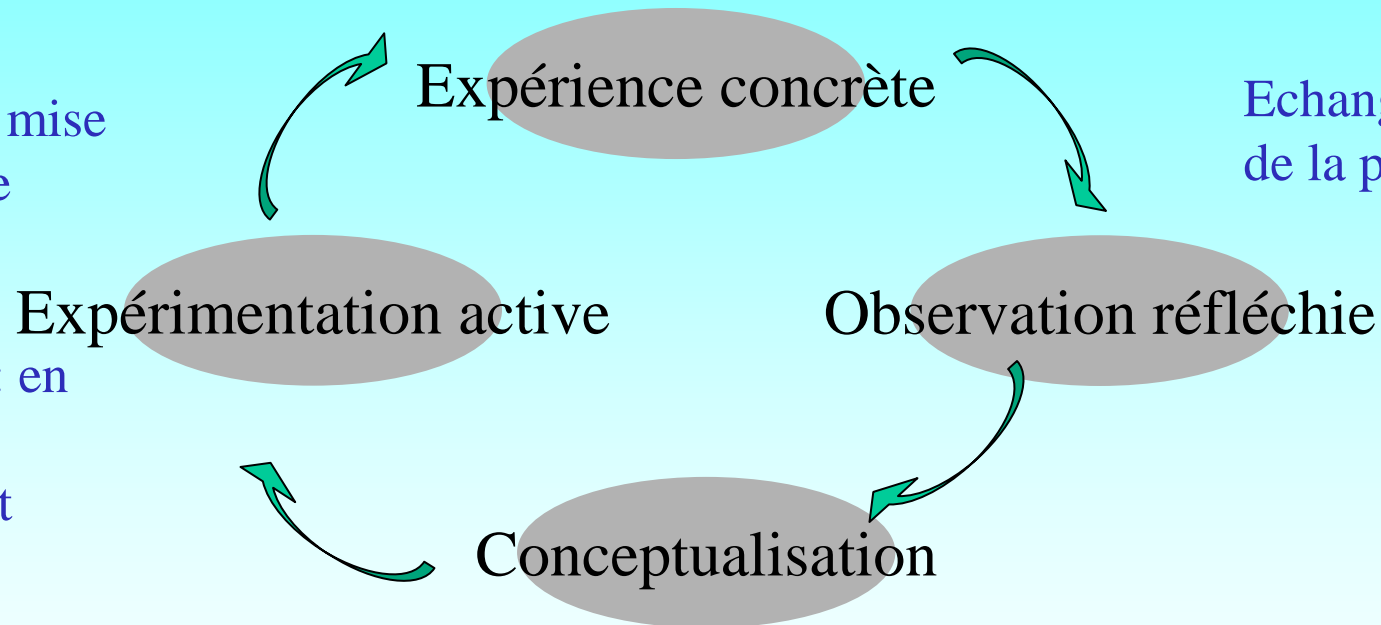 Expérience concrète
mise
Echang
de la p
e
Expérimentation active
Observation réfléchie
en
t
Conceptualisation